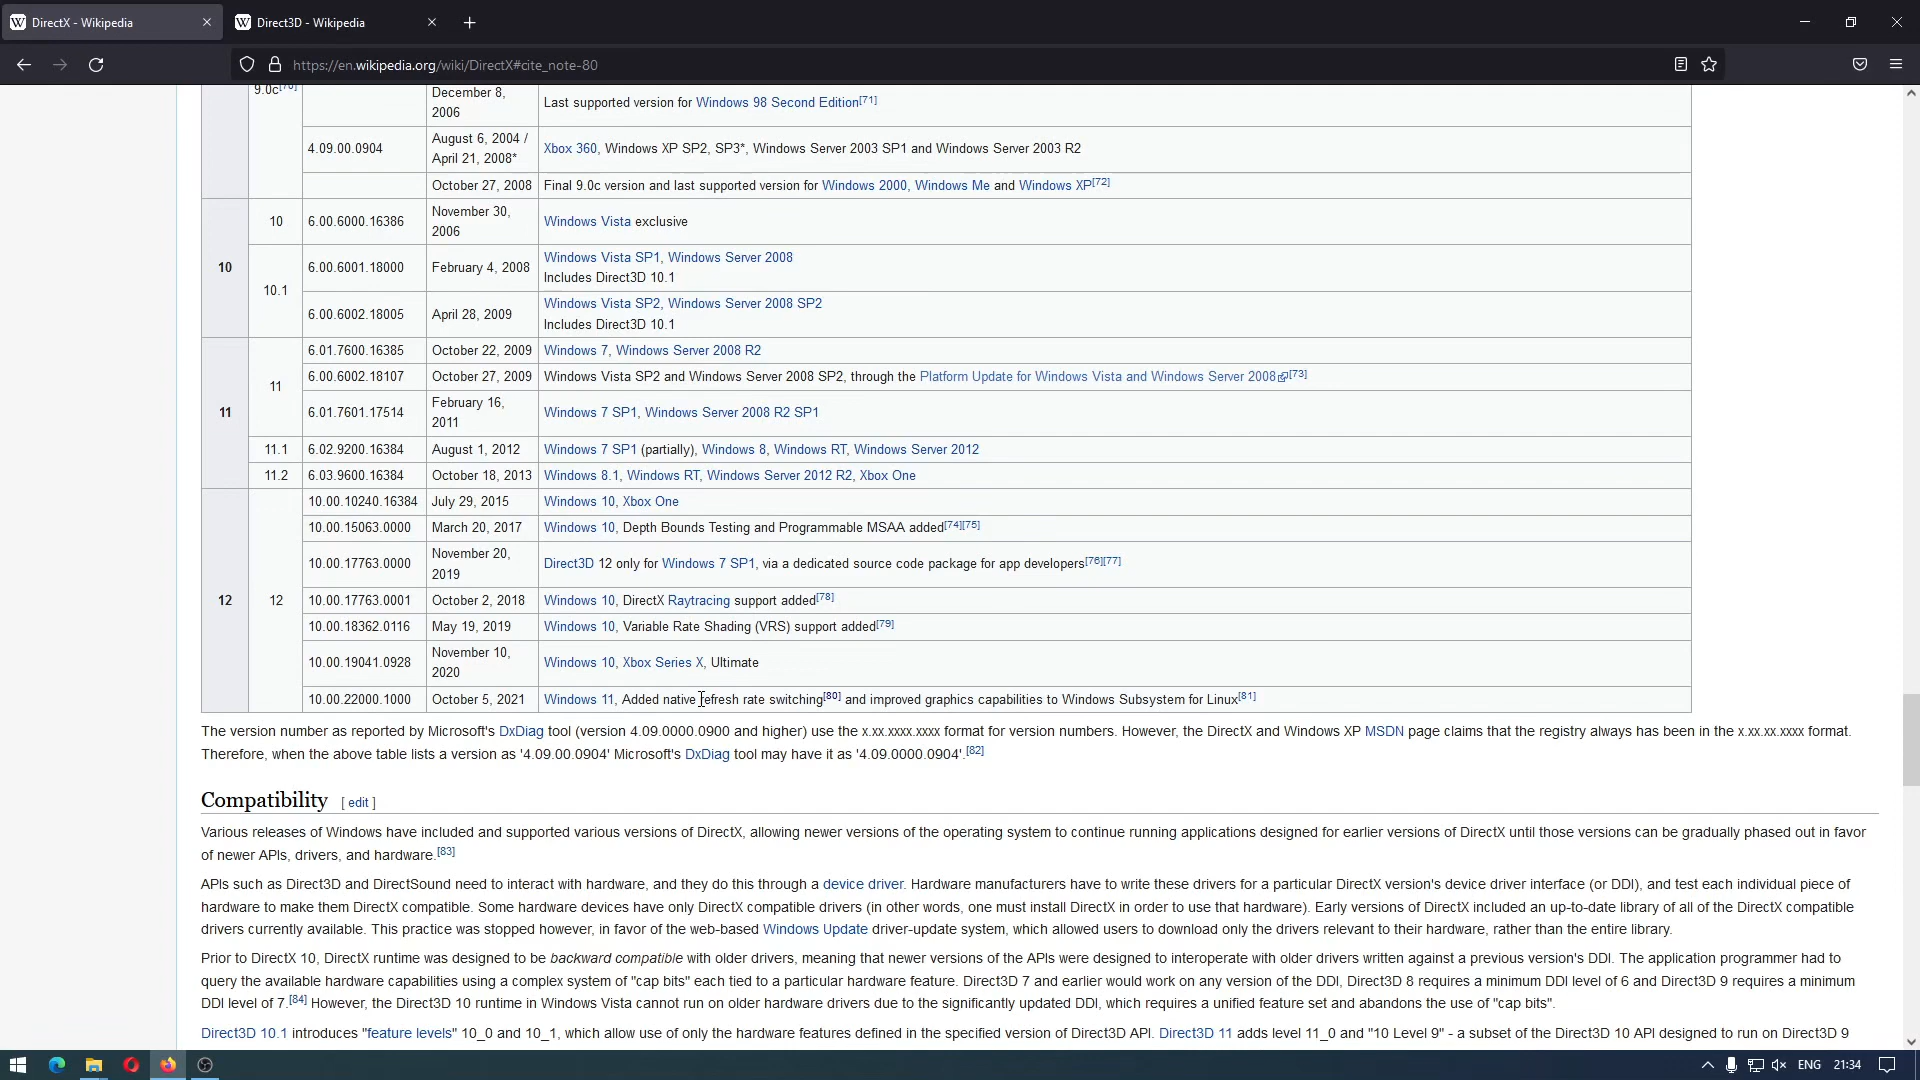 DirectX - Wikipedia
Direct3D - Wikipedia
https://en.wikipedia.org/wiki/DirectX#cite_note-80
9.0c[70]
December 8,
2006
Last supported version for Windows 98 Second Edition[71]
4.09.00.0904
August 6, 2004 /
April 21, 2008*
Xbox 360, Windows XP SP2, SP3*, Windows Server 2003 SP1 and Windows Server 2003 R2
October 27, 2008 Final 9.0c version and last supported version for Windows 2000, Windows Me and Windows XP[72]
10
10 6.00.6000.16386
November 30,
2006
Windows Vista exclusive
10.1
6.00.6001.18000 February 4, 2008
Windows Vista SP1, Windows Server 2008
Includes Direct3D 10.1
6.00.6002.18005 April 28, 2009
Windows Vista SP2, Windows Server 2008 SP2
Includes Direct3D 10.1
11
11
6.01.7600.16385 October 22, 2009 Windows 7, Windows Server 2008 R2
6.00.6002.18107 October 27, 2009 Windows Vista SP2 and Windows Server 2008 SP2, through the Platform Update for Windows Vista and Windows Server 2008[73]
6.01.7601.17514
February 16,
2011
Windows 7 SP1, Windows Server 2008 R2 SP1
11.1 6.02.9200.16384 August 1, 2012 Windows 7 SP1 (partially), Windows 8, Windows RT, Windows Server 2012
11.2 6.03.9600.16384 October 18, 2013 Windows 8.1, Windows RT, Windows Server 2012 R2, Xbox One
12
12
10.00.10240.16384 July 29, 2015 Windows 10, Xbox One
10.00.15063.0000 March 20, 2017 Windows 10, Depth Bounds Testing and Programmable MSAA added[74][75]
10.00.17763.0000
November 20,
2019
Direct3D 12 only for Windows 7 SP1, via a dedicated source code package for app developers[76][77]
10.00.17763.0001 October 2, 2018 Windows 10, DirectX Raytracing support added[78]
10.00.18362.0116 May 19, 2019 Windows 10, Variable Rate Shading (VRS) support added[79]
10.00.19041.0928
November 10,
2020
Windows 10, Xbox Series X, Ultimate
10.00.22000.1000 October 5, 2021 Windows 11, Added native refresh rate switching[80] and improved graphics capabilities to Windows Subsystem for Linux[81]
The version number as reported by Microsoft's DxDiag tool (version 4.09.0000.0900 and higher) use the x.xx.xxxx.xxxx format for version numbers. However, the DirectX and Windows XP MSDN page claims that the registry always has been in the x.xx.xx.xxxx format.
Therefore, when the above table lists a version as '4.09.00.0904' Microsoft's DxDiag tool may have it as '4.09.0000.0904'.[82]
Compatibility [ edit ]
Various releases of Windows have included and supported various versions of DirectX, allowing newer versions of the operating system to continue running applications designed for earlier versions of DirectX until those versions can be gradually phased out in favor
of newer APIs, drivers, and hardware.[83]
APIs such as Direct3D and DirectSound need to interact with hardware, and they do this through a device driver. Hardware manufacturers have to write these drivers for a particular DirectX version's device driver interface (or DDI), and test each individual piece of
hardware to make them DirectX compatible. Some hardware devices have only DirectX compatible drivers (in other words, one must install DirectX in order to use that hardware). Early versions of DirectX included an up-to-date library of all of the DirectX compatible
drivers currently available. This practice was stopped however, in favor of the web-based Windows Update driver-update system, which allowed users to download only the drivers relevant to their hardware, rather than the entire library.
Prior to DirectX 10, DirectX runtime was designed to be backward compatible with older drivers, meaning that newer versions of the APIs were designed to interoperate with older drivers written against a previous version's DDI. The application programmer had to
query the available hardware capabilities using a complex system of "cap bits" each tied to a particular hardware feature. Direct3D 7 and earlier would work on any version of the DDI, Direct3D 8 requires a minimum DDI level of 6 and Direct3D 9 requires a minimum
DDI level of 7.[84] However, the Direct3D 10 runtime in Windows Vista cannot run on older hardware drivers due to the significantly updated DDI, which requires a unified feature set and abandons the use of "cap bits".
Direct3D 10.1 introduces "feature levels" 10_0 and 10_1, which allow use of only the hardware features defined in the specified version of Direct3D API. Direct3D 11 adds level 11_0 and "10 Level 9" - a subset of the Direct3D 10 API designed to run on Direct3D 9
ENG 21:34